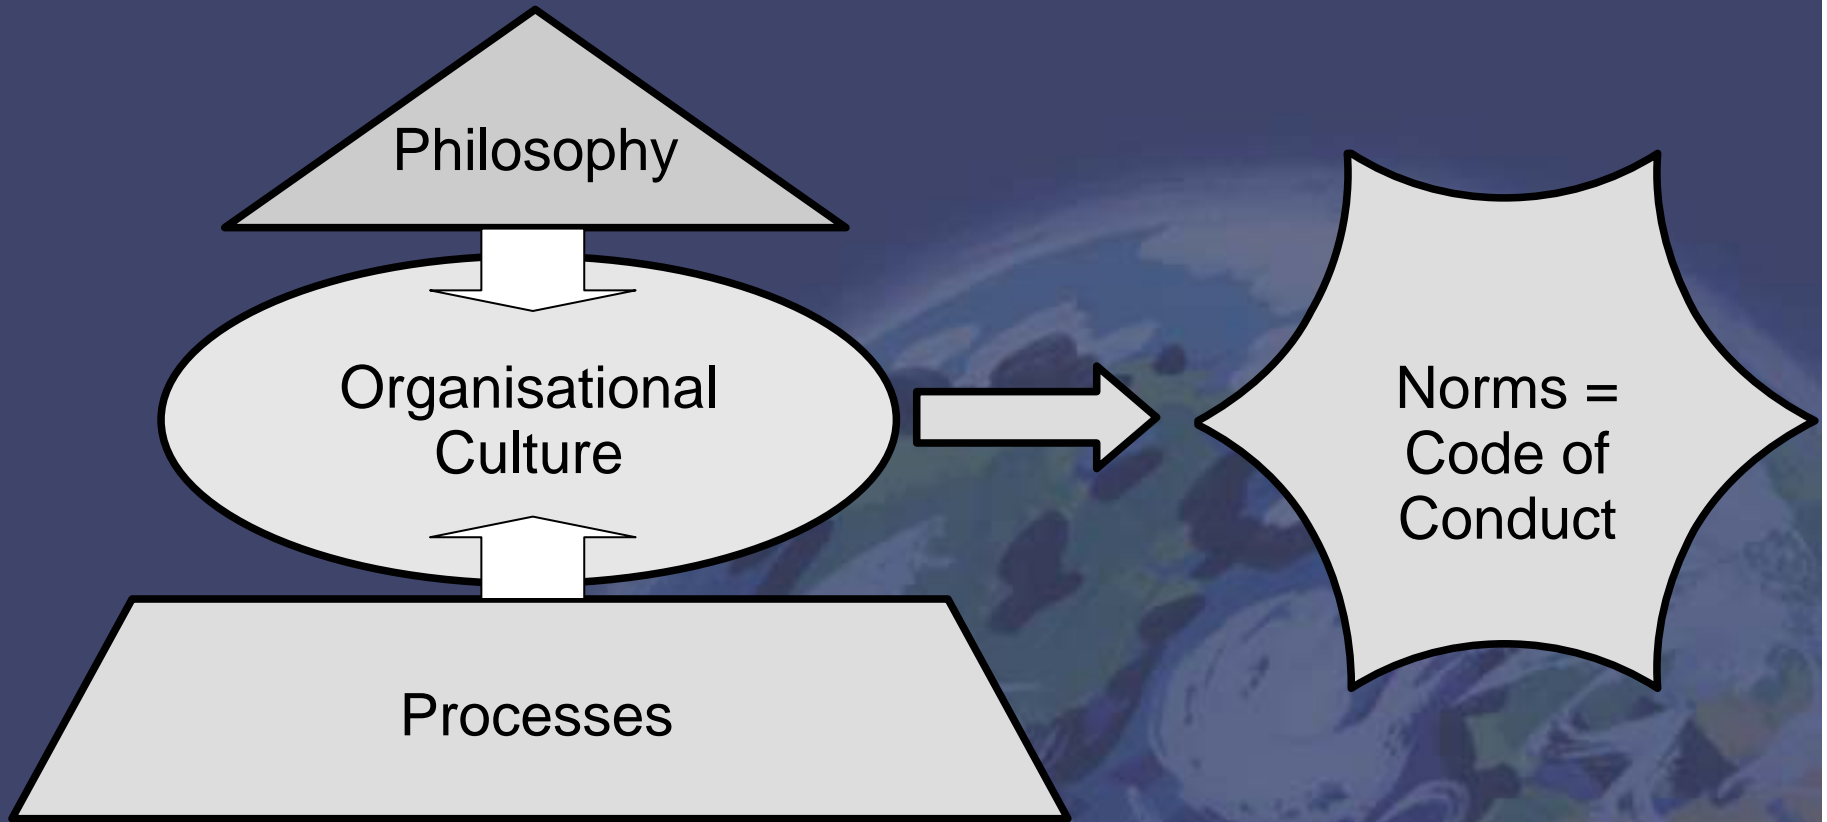 Philosophy
Organisational
Culture
Processes
Norms =
Code of
Conduct